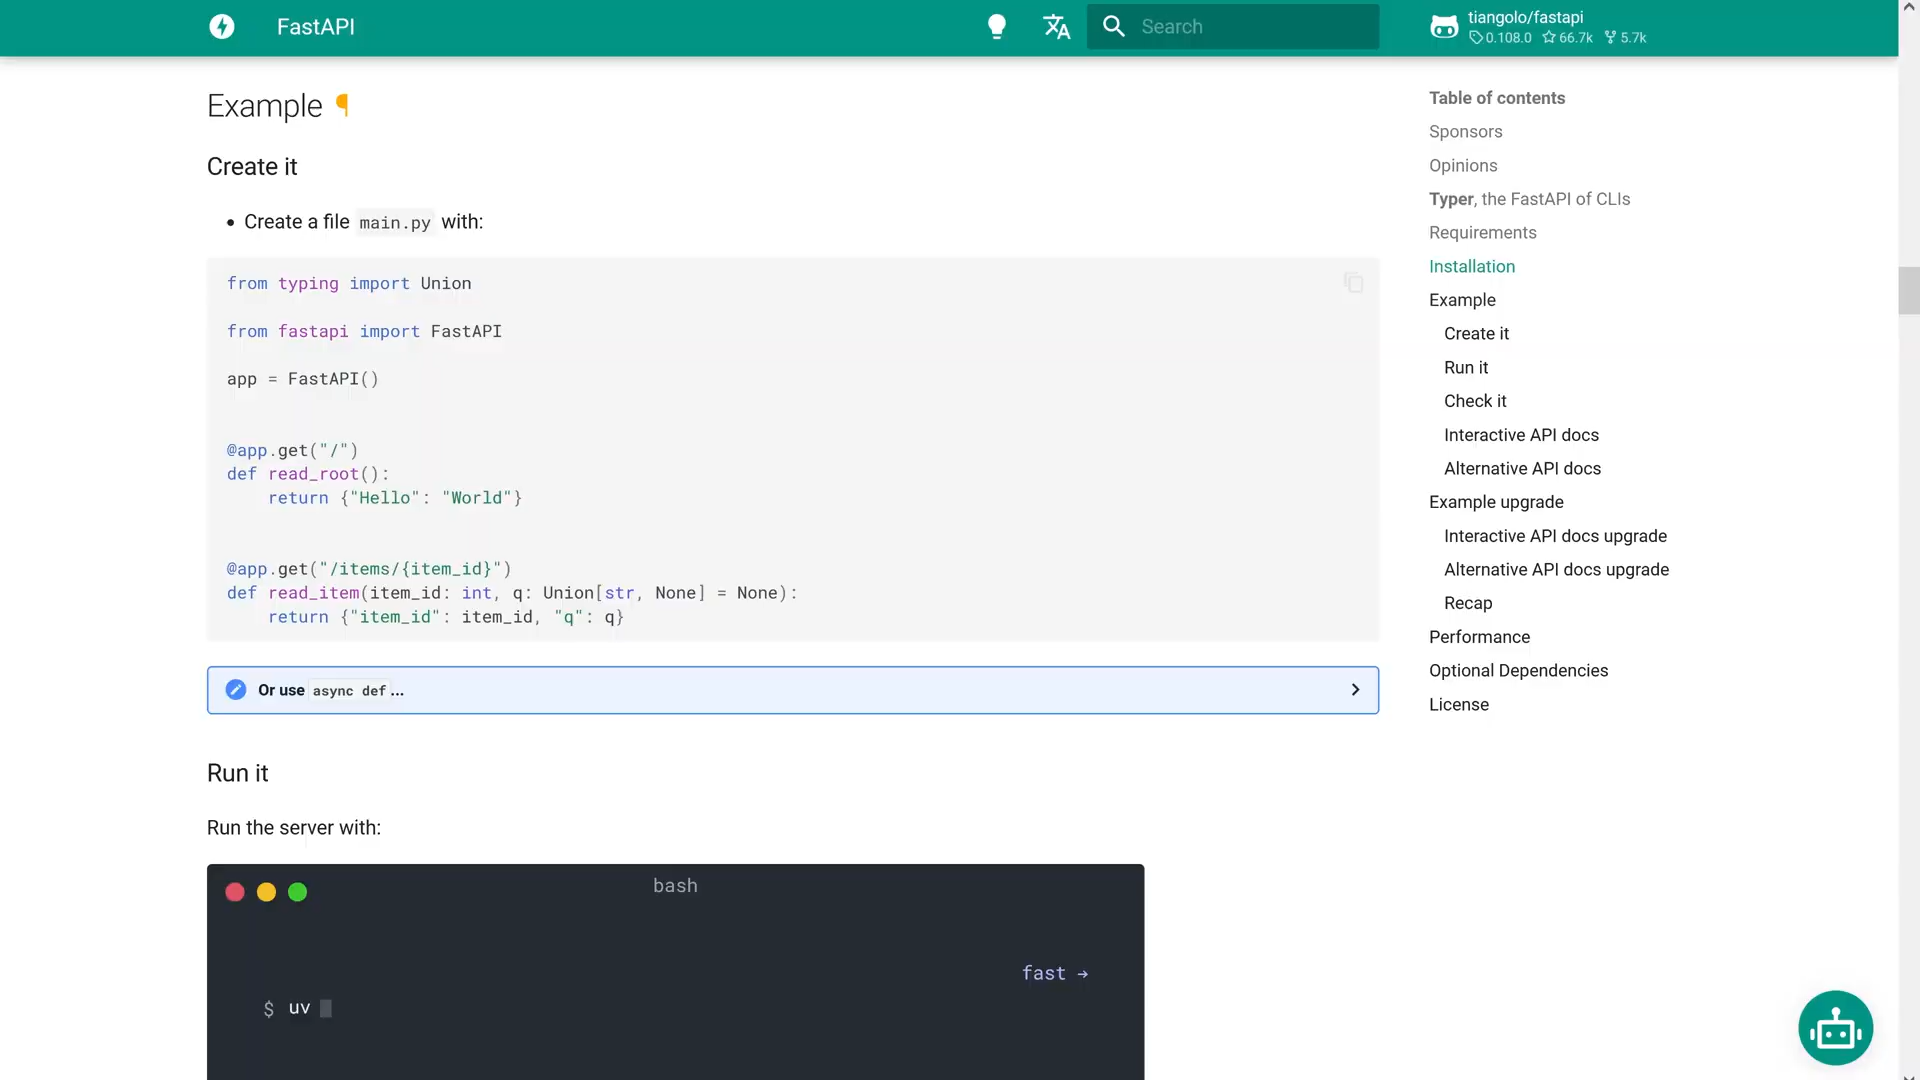 FastAPI
Search
tiangolo/fastapi
0.108.0 66.7k 5.7k
Example ¶
Create it
• Create a file main.py with:
from typing import Union
from fastapi import FastAPI
app = FastAPI()
@app.get("/")
def read_root():
    return {"Hello": "World"}
@app.get("/items/{item_id}")
def read_item(item_id: int, q: Union[str, None] = None):
    return {"item_id": item_id, "q": q}
Or use async def...
Run it
Run the server with:
bash
fast →
$ uv
Table of contents
Sponsors
Opinions
Typer, the FastAPI of CLIs
Requirements
Installation
Example
Create it
Run it
Check it
Interactive API docs
Alternative API docs
Example upgrade
Interactive API docs upgrade
Alternative API docs upgrade
Recap
Performance
Optional Dependencies
License